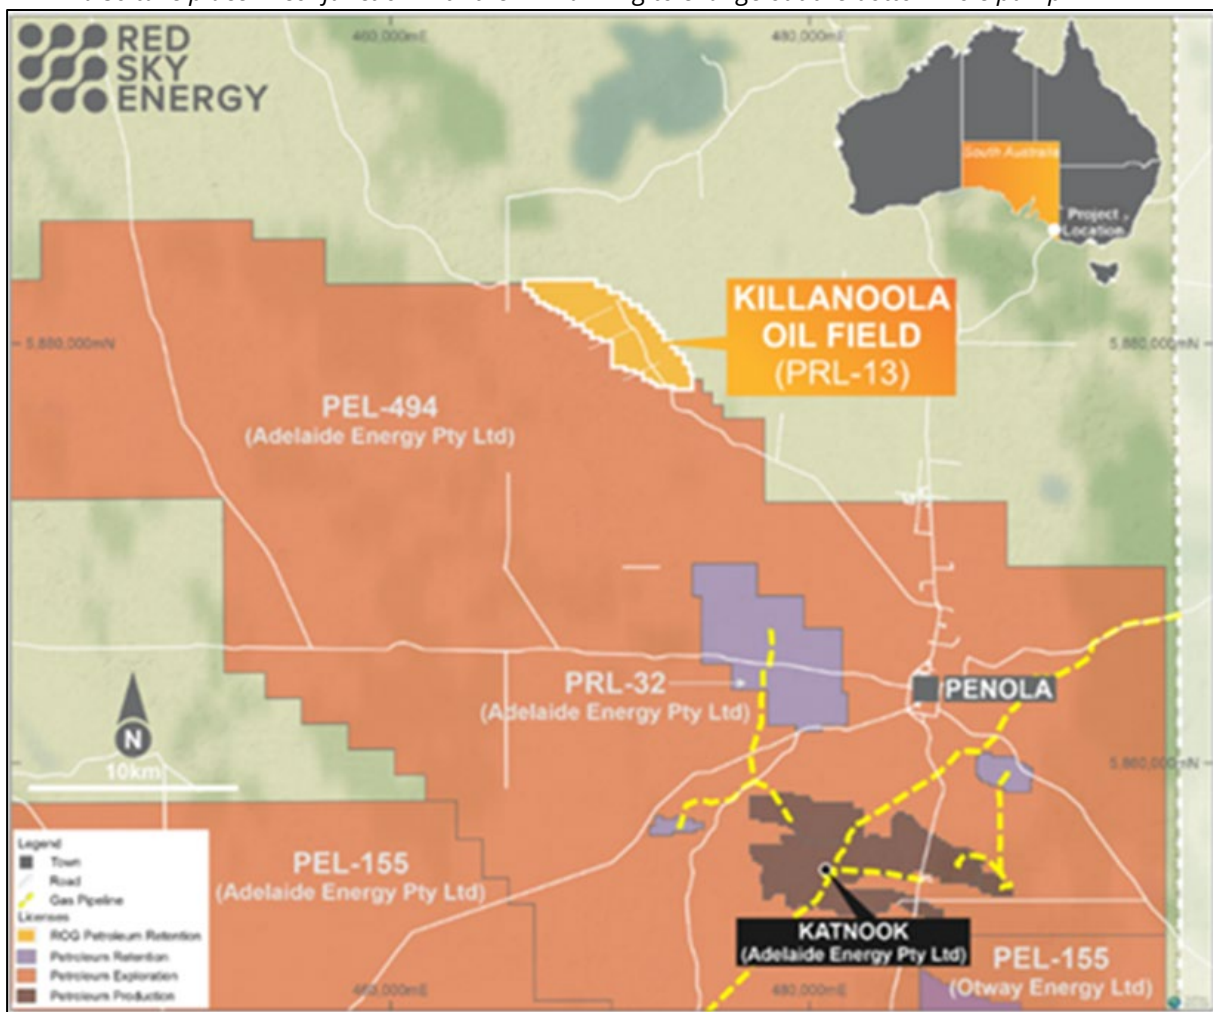 RED
SKY
ENERGY
460,000mE
480,000mE
South Australia
Project
Location
KILLANOOLA
OIL FIELD
(PRL-13)
5,880,000mN
5,880,000mN
PEL-494
(Adelaide Energy Pty Ltd)
PRL-32
(Adelaide Energy Pty Ltd)
PENOLA
N
10km
5,860,000mN
Legend
Town
Road
Gas Pipeline
Licenses
ROG Petroleum Retention
Petroleum Retention
Petroleum Exploration
Petroleum Production
PEL-155
(Adelaide Energy Pty Ltd)
KATNOOK
(Adelaide Energy Pty Ltd)
PEL-155
(Otway Energy Ltd)
460,000mE
480,000mE